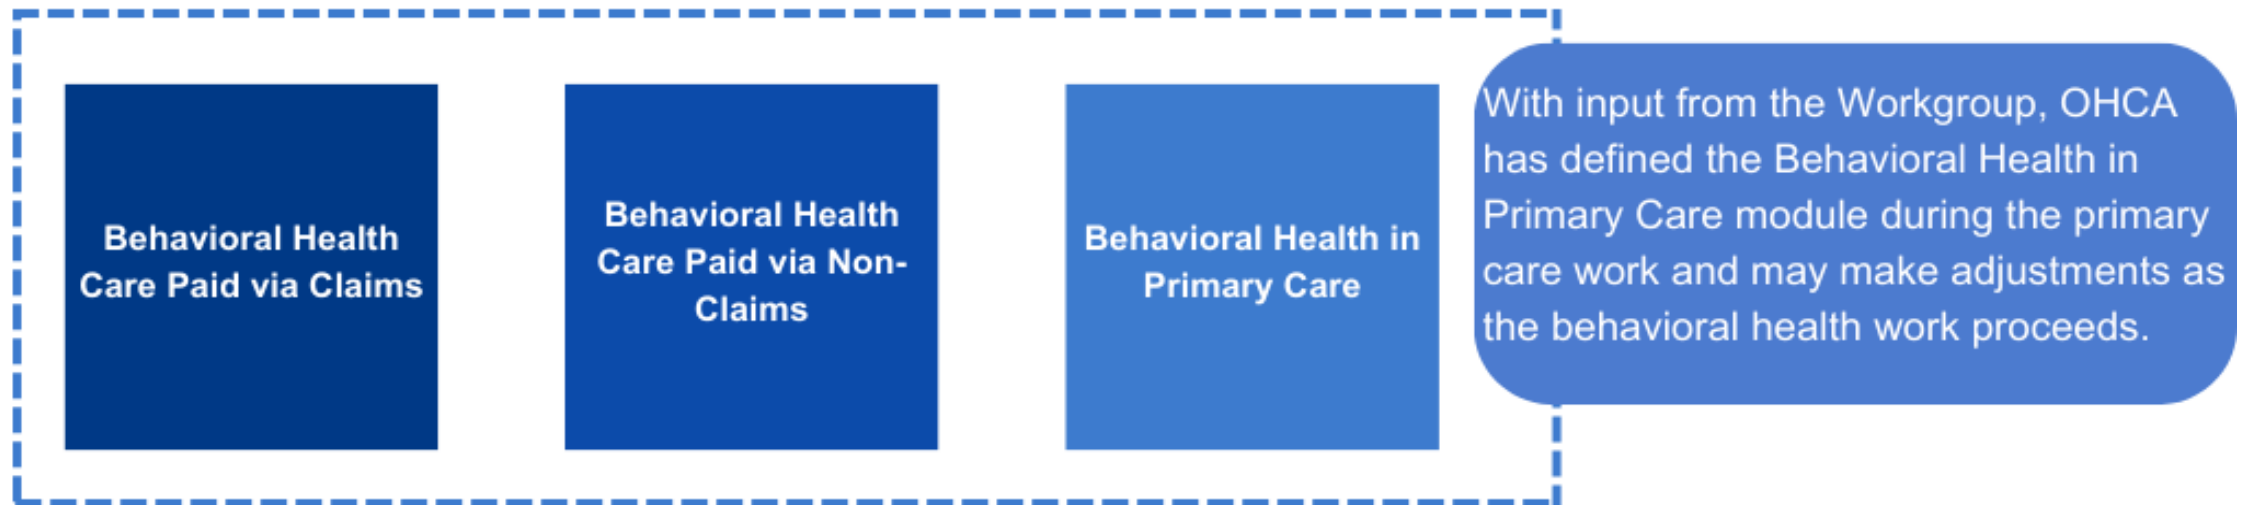 Behavioral Health
Care Paid via Claims
Behavioral Health
Care Paid via Non-
Claims
Behavioral Health in
Primary Care
With input from the Workgroup, OHCA
has defined the Behavioral Health in
Primary Care module during the primary
care work and may make adjustments as
the behavioral health work proceeds.